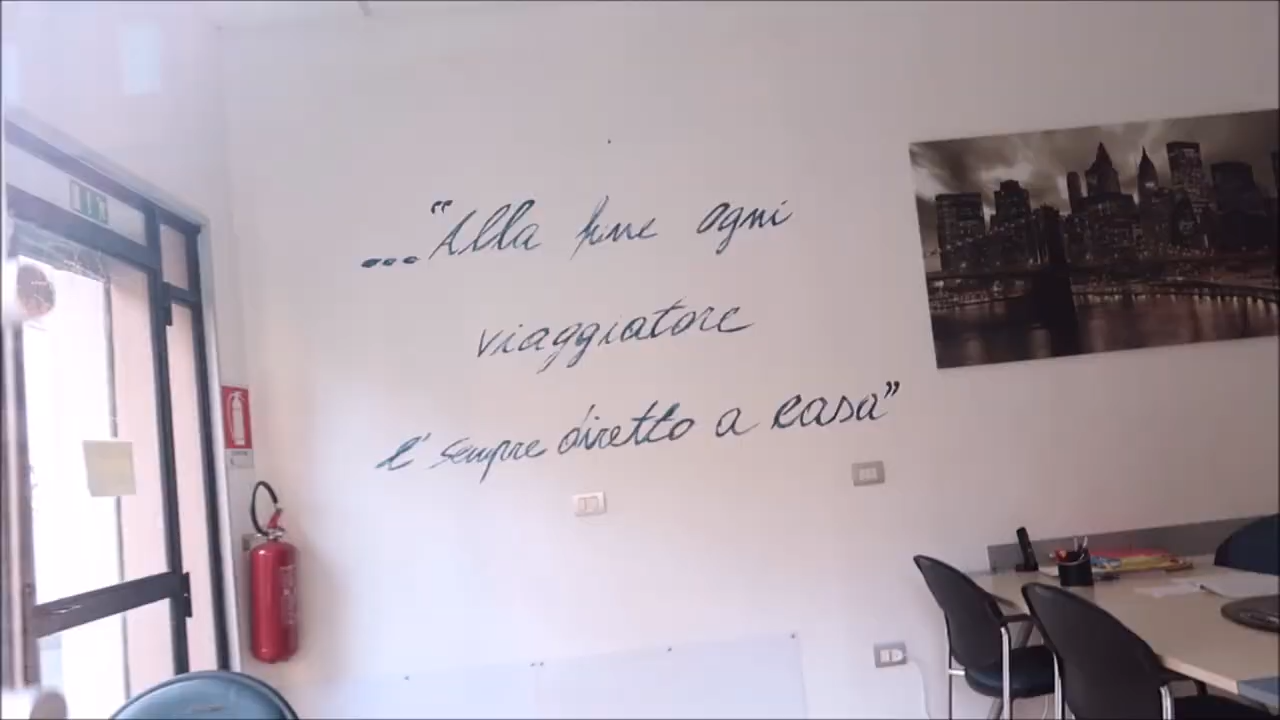 ..."Alla fine ogni
viaggiatore
e' sempre diretto a casa"